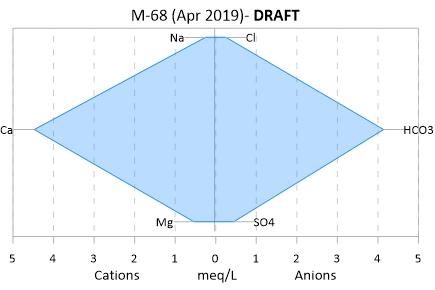 M-68 (Apr 2019)- DRAFT
Na Cl
Ca HCO3
Mg SO4
5 4 3 2 1 0 1 2 3 4 5
Cations meq/L Anions